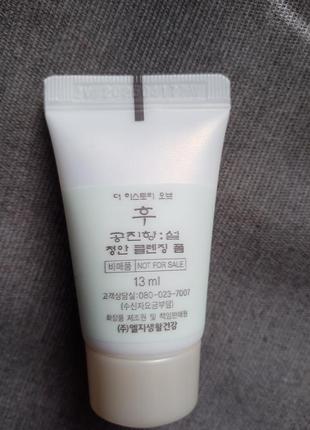 더 히스토리 오브
후
공진향:설
정안 클렌징 폼
비매품 NOT FOR SALE
13 ml
고객상담실:080-023-7007
(수신자요금부담)
화장품 제조원 및 책임판매원
(주)엘지생활건강